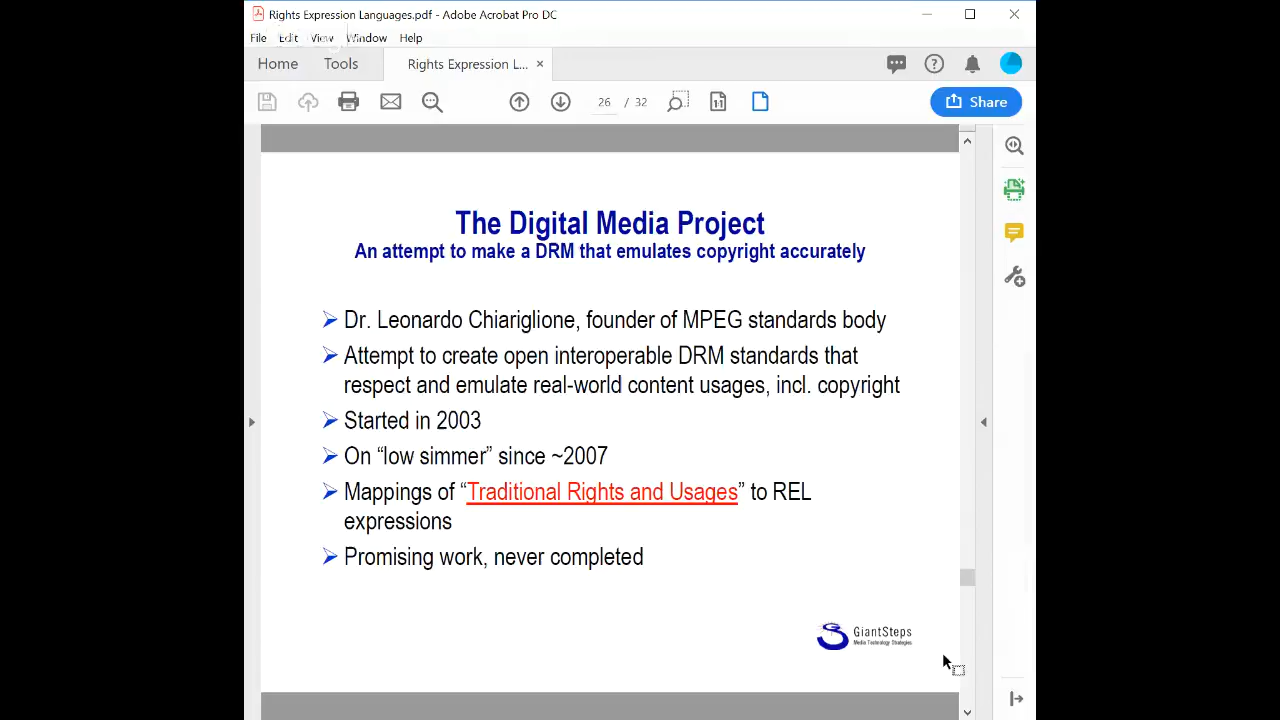 Rights Expression Languages.pdf - Adobe Acrobat Pro DC
File Edit View Window Help
Home Tools Rights Expression L... ×
26 / 32
Share
The Digital Media Project
An attempt to make a DRM that emulates copyright accurately
Dr. Leonardo Chiariglione, founder of MPEG standards body
Attempt to create open interoperable DRM standards that
respect and emulate real-world content usages, incl. copyright
Started in 2003
On “low simmer” since ~2007
Mappings of “Traditional Rights and Usages” to REL
expressions
Promising work, never completed
GiantSteps
Media Technology Strategies